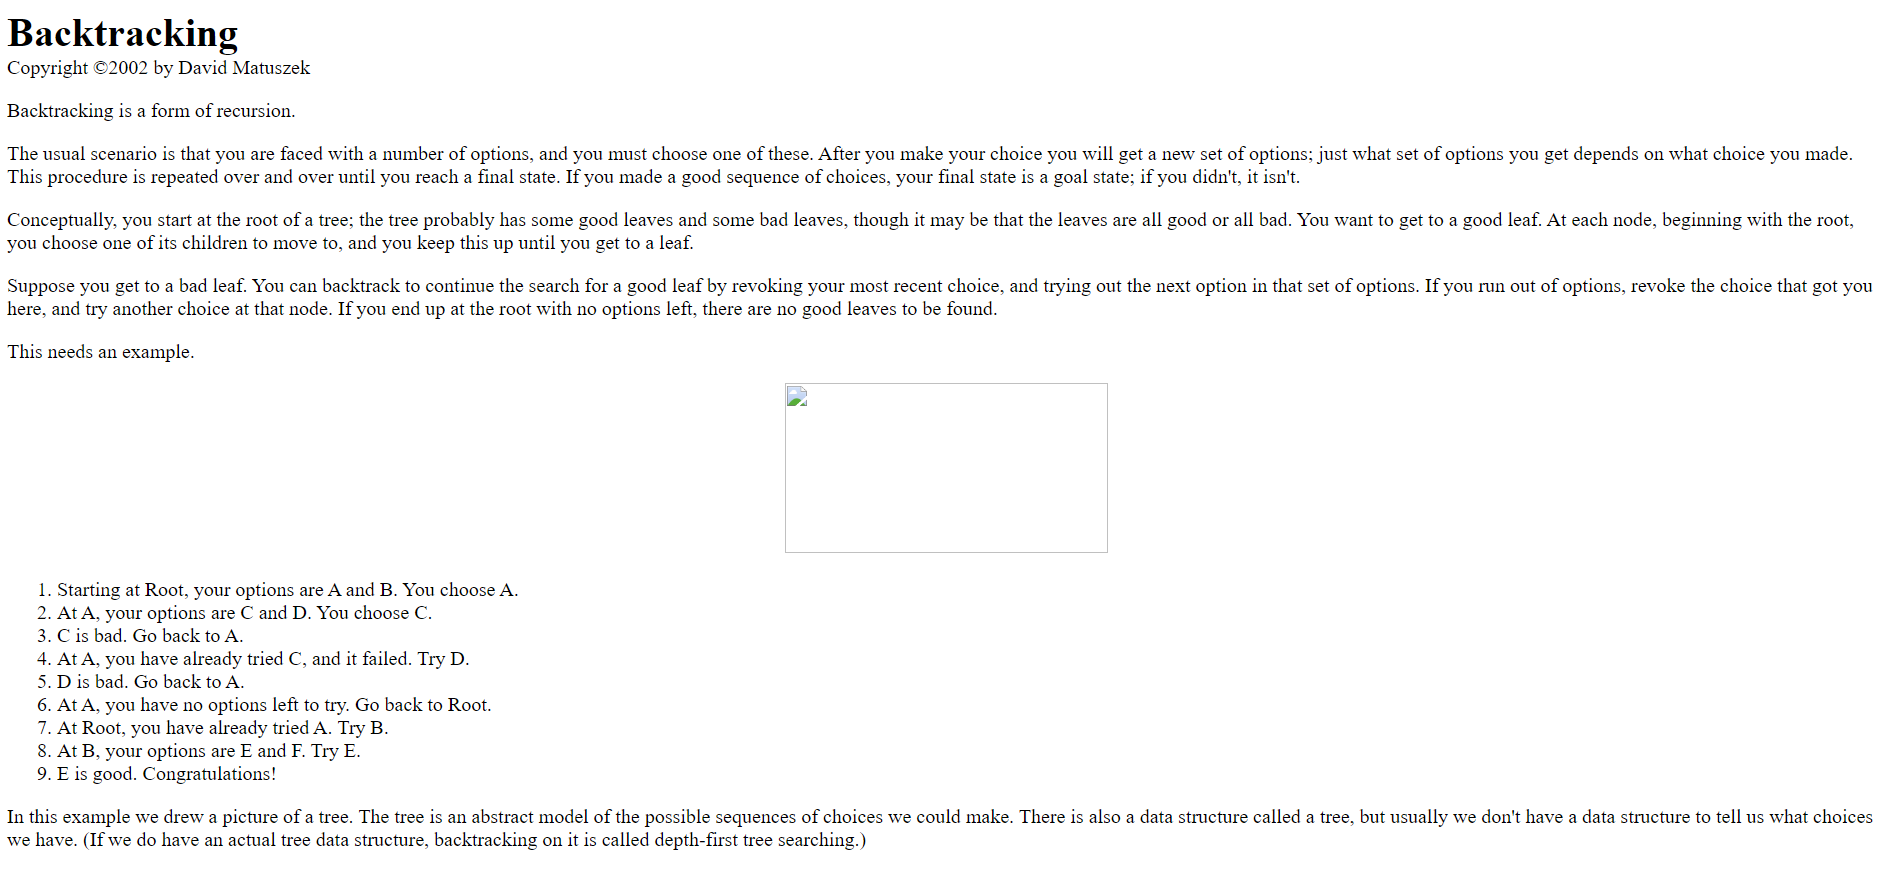 Backtracking
Copyright ©2002 by David Matuszek
Backtracking is a form of recursion.
The usual scenario is that you are faced with a number of options, and you must choose one of these. After you make your choice you will get a new set of options; just what set of options you get depends on what choice you made.
This procedure is repeated over and over until you reach a final state. If you made a good sequence of choices, your final state is a goal state; if you didn't, it isn't.
Conceptually, you start at the root of a tree; the tree probably has some good leaves and some bad leaves, though it may be that the leaves are all good or all bad. You want to get to a good leaf. At each node, beginning with the root,
you choose one of its children to move to, and you keep this up until you get to a leaf.
Suppose you get to a bad leaf. You can backtrack to continue the search for a good leaf by revoking your most recent choice, and trying out the next option in that set of options. If you run out of options, revoke the choice that got you
here, and try another choice at that node. If you end up at the root with no options left, there are no good leaves to be found.
This needs an example.
1. Starting at Root, your options are A and B. You choose A.
2. At A, your options are C and D. You choose C.
3. C is bad. Go back to A.
4. At A, you have already tried C, and it failed. Try D.
5. D is bad. Go back to A.
6. At A, you have no options left to try. Go back to Root.
7. At Root, you have already tried A. Try B.
8. At B, your options are E and F. Try E.
9. E is good. Congratulations!
In this example we drew a picture of a tree. The tree is an abstract model of the possible sequences of choices we could make. There is also a data structure called a tree, but usually we don't have a data structure to tell us what choices
we have. (If we do have an actual tree data structure, backtracking on it is called depth-first tree searching.)